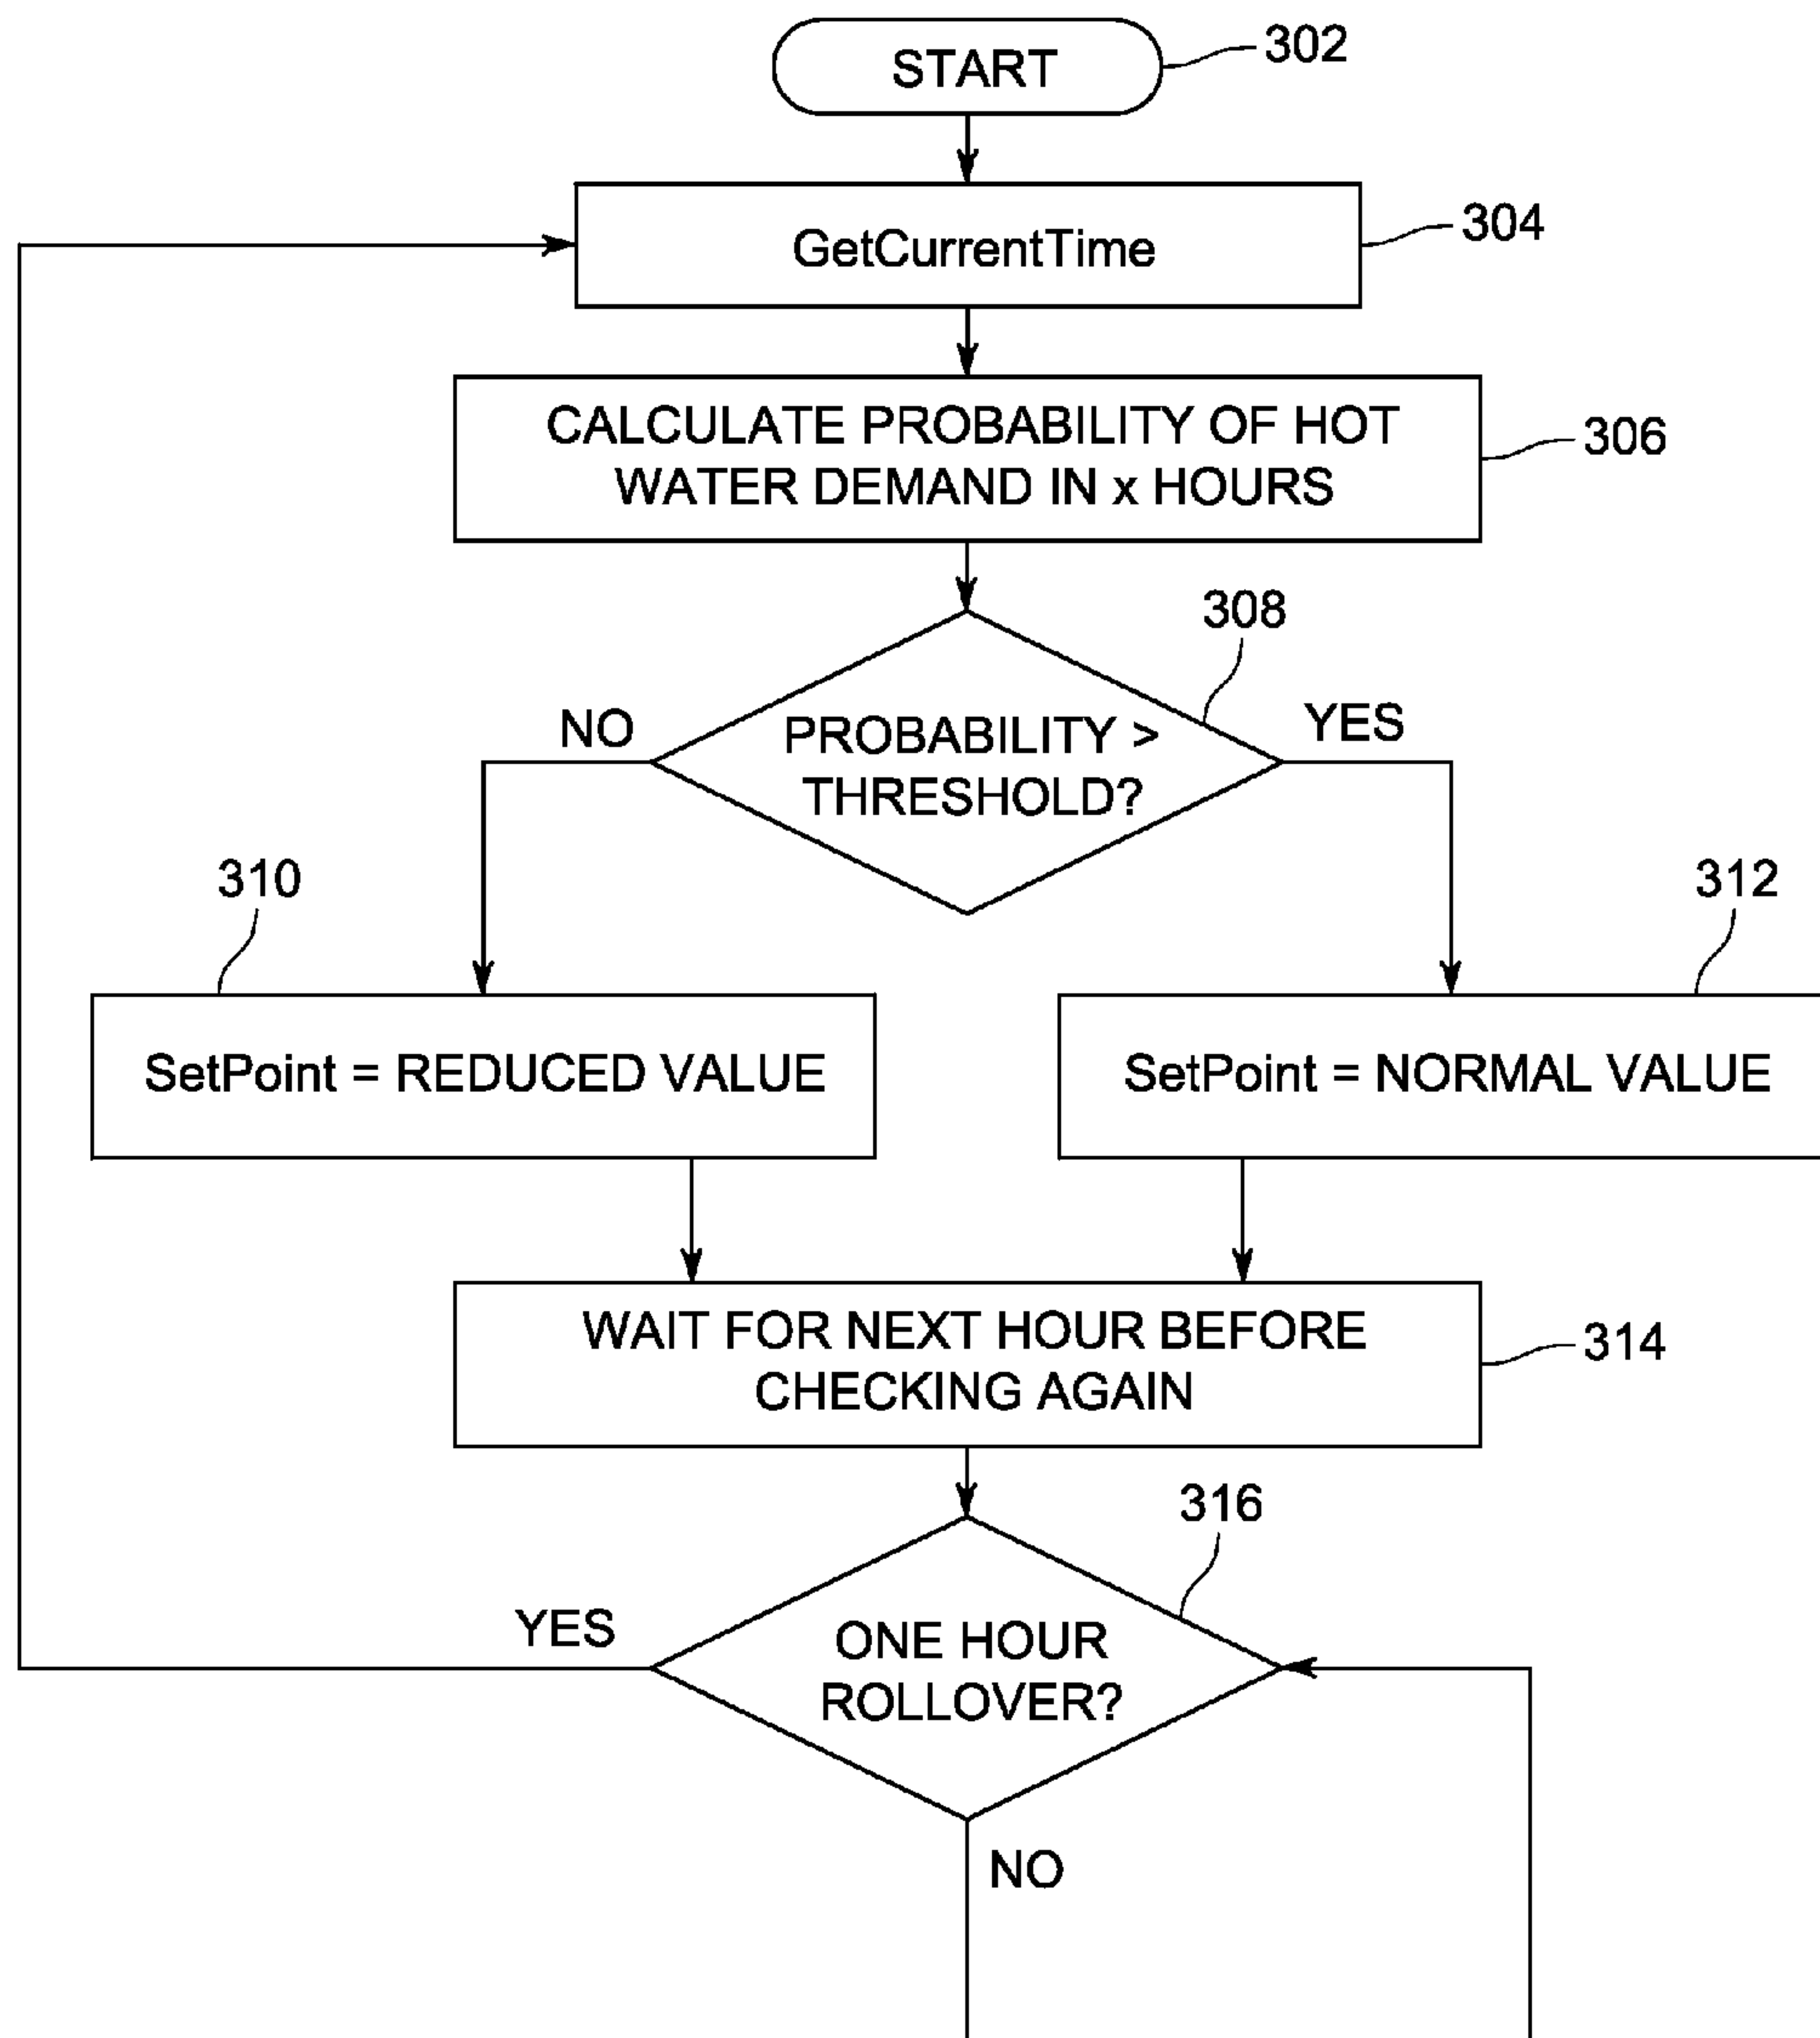 START
302
GetCurrentTime
304
CALCULATE PROBABILITY OF HOT
WATER DEMAND IN x HOURS
306
308
NO
PROBABILITY >
THRESHOLD?
YES
310
312
SetPoint = REDUCED VALUE
SetPoint = NORMAL VALUE
WAIT FOR NEXT HOUR BEFORE
CHECKING AGAIN
314
316
YES
ONE HOUR
ROLLOVER?
NO